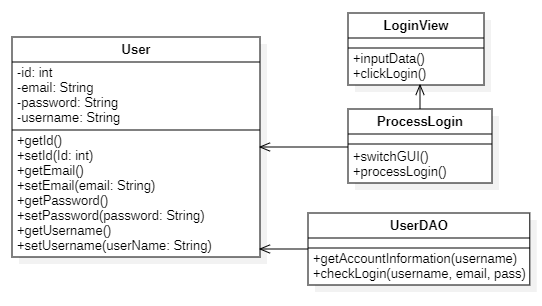 User
-id: int
-email: String
-password: String
-username: String
+getId()
+setId(Id: int)
+getEmail()
+setEmail(email: String)
+getPassword()
+setPassword(password: String)
+getUsername()
+setUsername(userName: String)
LoginView
+inputData()
+clickLogin()
ProcessLogin
+switchGUI()
+processLogin()
UserDAO
+getAccountInformation(username)
+checkLogin(username, email, pass)